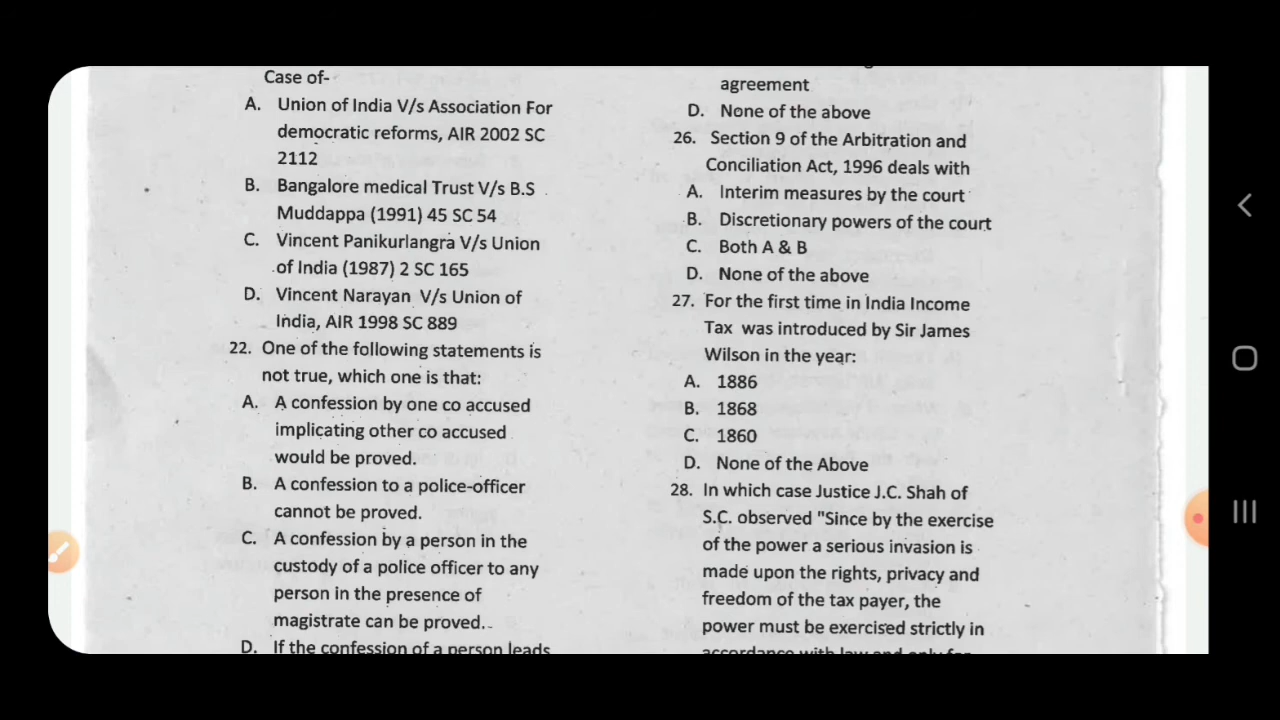 Case of-
A. Union of India V/s Association For
democratic reforms, AIR 2002 SC
2112
B. Bangalore medical Trust V/s B.S
Muddappa (1991) 45 SC 54
C. Vincent Panikurlangra V/s Union
of India (1987) 2 SC 165
D. Vincent Narayan V/s Union of
India, AIR 1998 SC 889
22. One of the following statements is
not true, which one is that:
A. A confession by one co accused
implicating other co accused
would be proved.
B. A confession to a police-officer
cannot be proved.
C. A confession by a person in the
custody of a police officer to any
person in the presence of
magistrate can be proved.
D. If the confession of a person leads
agreement
D. None of the above
26. Section 9 of the Arbitration and
Conciliation Act, 1996 deals with
A. Interim measures by the court
B. Discretionary powers of the court
C. Both A & B
D. None of the above
27. For the first time in India Income
Tax was introduced by Sir James
Wilson in the year:
A. 1886
B. 1868
C. 1860
D. None of the Above
28. In which case Justice J.C. Shah of
S.C. observed "Since by the exercise
of the power a serious invasion is
made upon the rights, privacy and
freedom of the tax payer, the
power must be exercised strictly in
accordance with law and only for